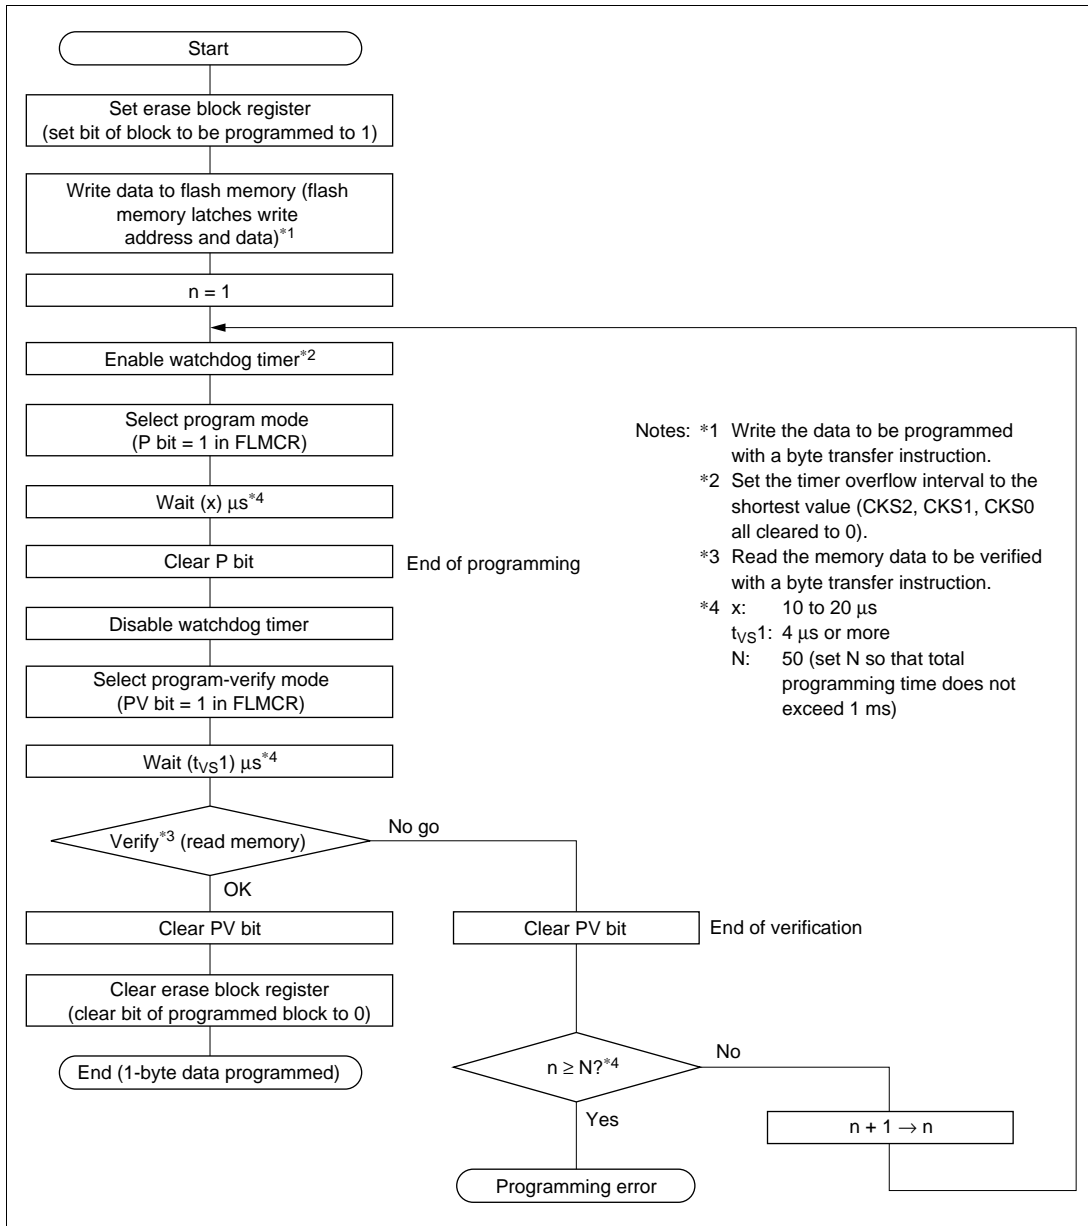 Start
Set erase block register
(set bit of block to be programmed to 1)
Write data to flash memory (flash
memory latches write
address and data)*1
n = 1
Enable watchdog timer*2
Select program mode
(P bit = 1 in FLMCR)
Wait (x) μs*4
Clear P bit
End of programming
Disable watchdog timer
Select program-verify mode
(PV bit = 1 in FLMCR)
Wait (tVS1) μs*4
Verify*3 (read memory)
No go
OK
Clear PV bit
Clear erase block register
(clear bit of programmed block to 0)
End (1-byte data programmed)
Clear PV bit
End of verification
n ≥ N?*4
No
Yes
n + 1 → n
Programming error
Notes: *1 Write the data to be programmed
with a byte transfer instruction.
*2 Set the timer overflow interval to the
shortest value (CKS2, CKS1, CKS0
all cleared to 0).
*3 Read the memory data to be verified
with a byte transfer instruction.
*4 x: 10 to 20 μs
tVS1: 4 μs or more
N: 50 (set N so that total
programming time does not
exceed 1 ms)